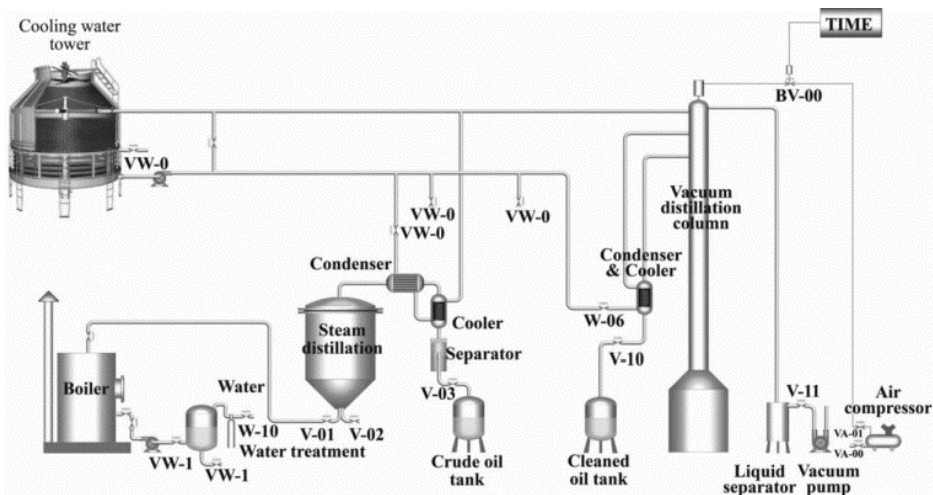 Cooling water
tower
TIME
BV-00
VW-0
VW-0
VW-0
VW-0
Vacuum
distillation
column
Condenser
Condenser
& Cooler
Cooler
W-06
Steam
distillation
Separator
V-10
Boiler
Water
V-03
V-11
Air
compressor
W-10
V-01
V-02
VA-01
VW-1
Water treatment
VA-00
VW-1
Crude oil
tank
Cleaned
oil tank
Liquid
separator
Vacuum
pump